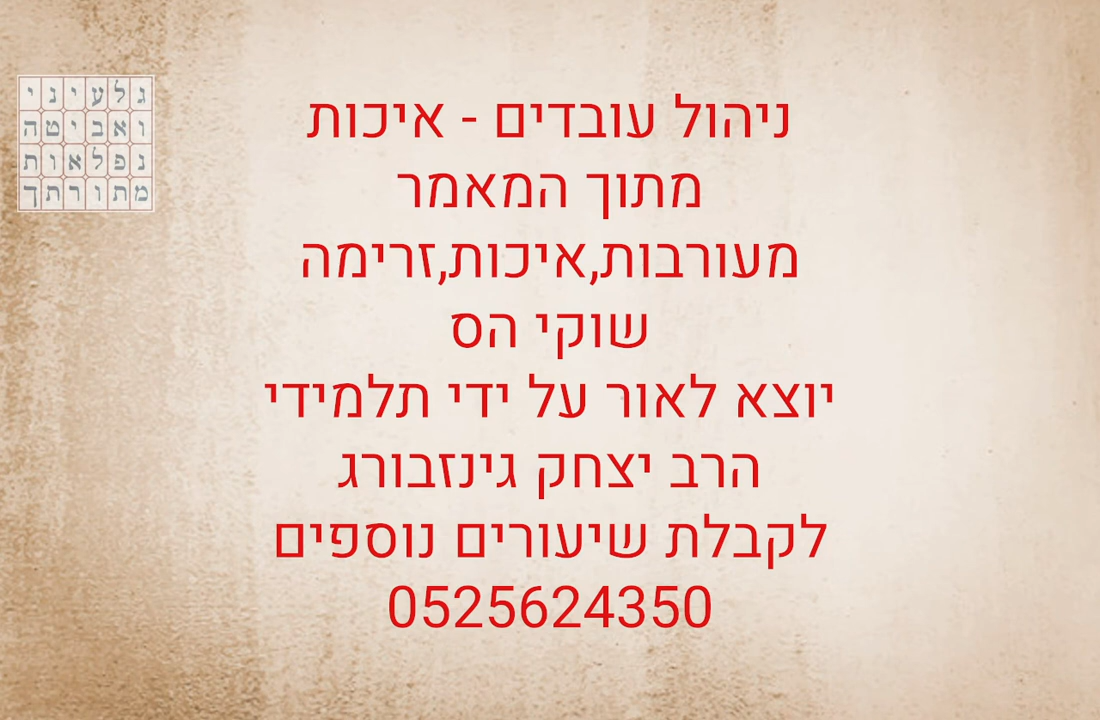 גלעיניי
ואביטה
נפלאות
מתורתך
ניהול עובדים - איכות
מתוך המאמר
מעורבות,איכות,זרימה
שוקי הס
יוצא לאור על ידי תלמידי
הרב יצחק גינזבורג
לקבלת שיעורים נוספים
0525624350